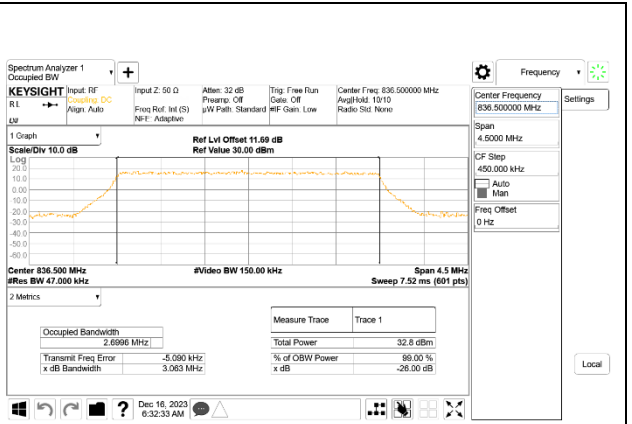 Spectrum Analyzer 1
Occupied BW
Frequency
KEYSIGHT
R L
Input: RF
Coupling: DC
Align: Auto
Input Z: 50 Ω
Freq Ref: Int (S)
NFE: Adaptive
Atten: 32 dB
Preamp: Off
µW Path: Standard
Trig: Free Run
Gate: Off
#IF Gain: Low
Center Freq: 836.500000 MHz
Avg|Hold: 10/10
Radio Std: None
Center Frequency
836.500000 MHz
Settings
Span
4.5000 MHz
CF Step
450.000 kHz
Auto
Man
Freq Offset
0 Hz
1 Graph
Scale/Div 10.0 dB
Ref Lvl Offset 11.69 dB
Ref Value 30.00 dBm
Log
20.0
10.0
0.00
-10.0
-20.0
-30.0
-40.0
-50.0
-60.0
Center 836.500 MHz
#Res BW 47.000 kHz
#Video BW 150.00 kHz
Span 4.5 MHz
Sweep 7.52 ms (601 pts)
2 Metrics
Measure Trace
Trace 1
Occupied Bandwidth
2.6996 MHz
Total Power
32.8 dBm
Transmit Freq Error
-5.090 kHz
% of OBW Power
99.00 %
x dB Bandwidth
3.063 MHz
x dB
-26.00 dB
Local
Dec 16, 2023
6:32:33 AM